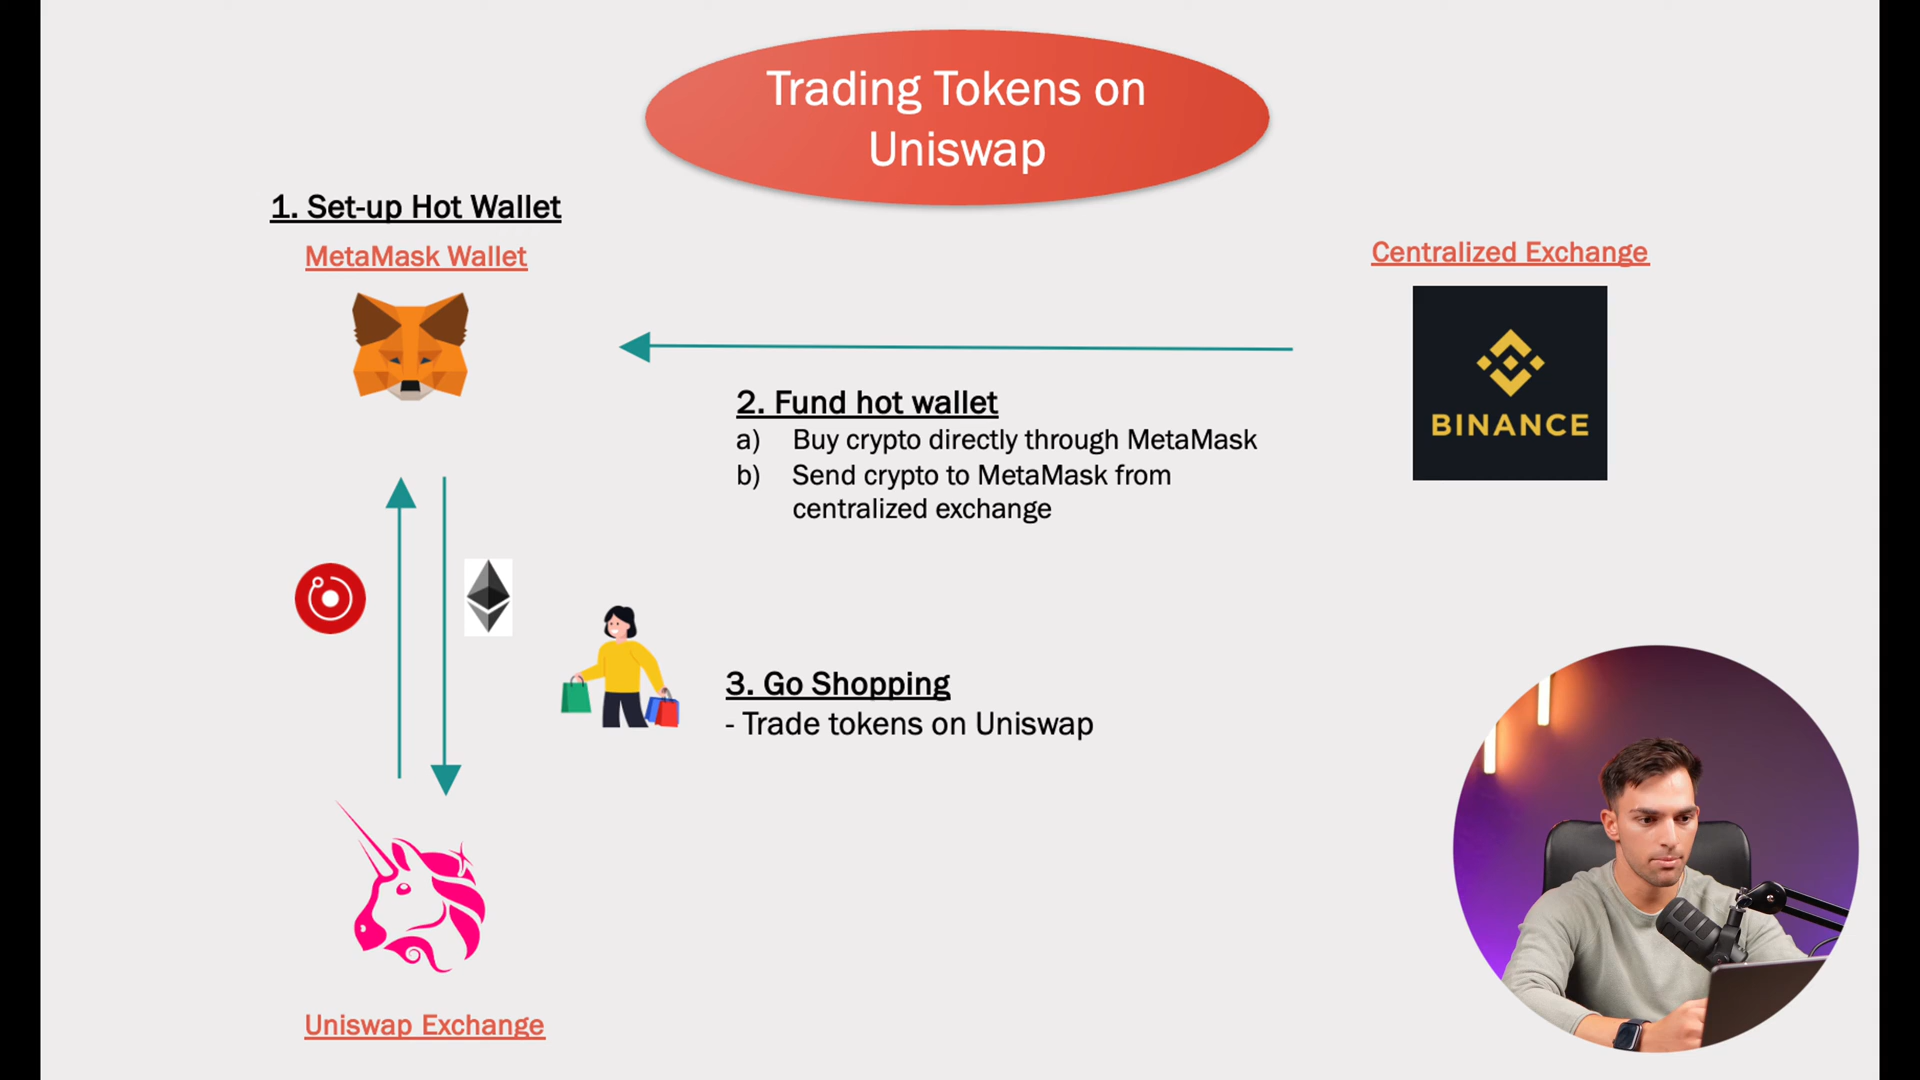 Trading Tokens on
Uniswap
1. Set-up Hot Wallet
MetaMask Wallet
Centralized Exchange
BINANCE
2. Fund hot wallet
a) Buy crypto directly through MetaMask
b) Send crypto to MetaMask from
centralized exchange
3. Go Shopping
- Trade tokens on Uniswap
Uniswap Exchange